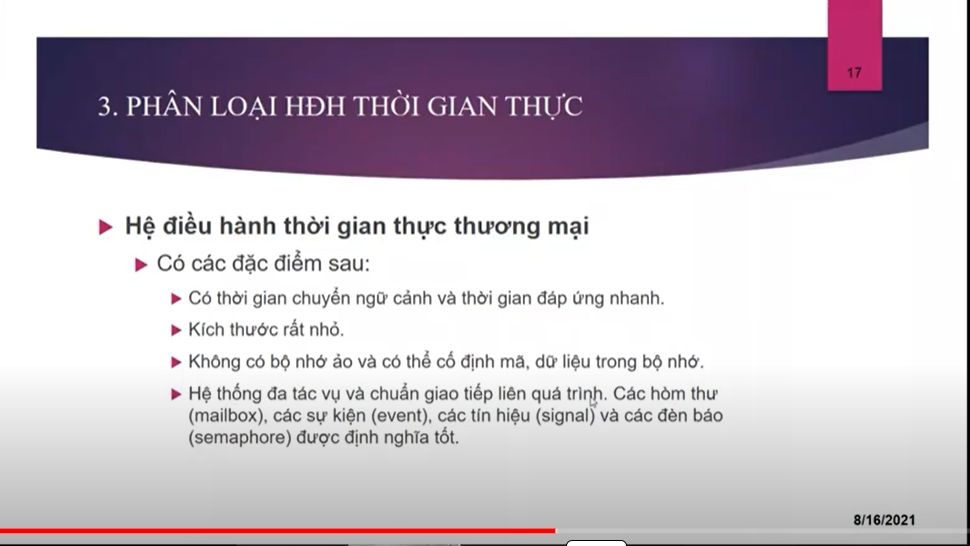 17
3. PHÂN LOẠI HĐH THỜI GIAN THỰC
Hệ điều hành thời gian thực thương mại
Có các đặc điểm sau:
Có thời gian chuyển ngữ cảnh và thời gian đáp ứng nhanh.
Kích thước rất nhỏ.
Không có bộ nhớ ảo và có thể cố định mã, dữ liệu trong bộ nhớ.
Hệ thống đa tác vụ và chuẩn giao tiếp liên quá trình. Các hòm thư
(mailbox), các sự kiện (event), các tín hiệu (signal) và các đèn báo
(semaphore) được định nghĩa tốt.
8/16/2021